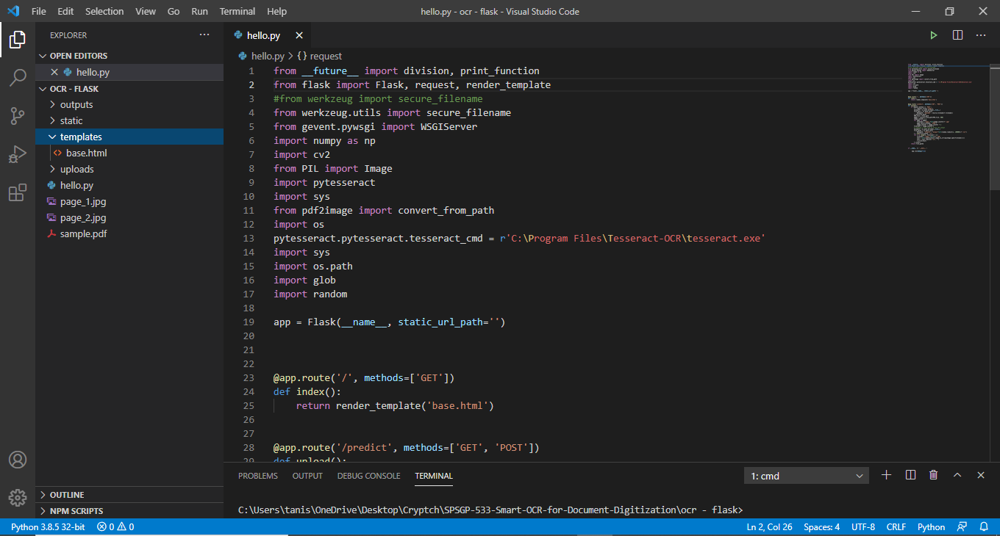 File Edit Selection View Go Run Terminal Help hello.py - ocr - flask - Visual Studio Code
EXPLORER
OPEN EDITORS
hello.py
OCR - FLASK
outputs
static
templates
base.html
uploads
hello.py
page_1.jpg
page_2.jpg
sample.pdf
OUTLINE
NPM SCRIPTS
hello.py
hello.py > {} request
1 from __future__ import division, print_function
2 from flask import Flask, request, render_template
3 #from werkzeug import secure_filename
4 from werkzeug.utils import secure_filename
5 from gevent.pywsgi import WSGIServer
6 import numpy as np
7 import cv2
8 from PIL import Image
9 import pytesseract
10 import sys
11 from pdf2image import convert_from_path
12 import os
13 pytesseract.pytesseract.tesseract_cmd = r'C:\Program Files\Tesseract-OCR\tesseract.exe'
14 import sys
15 import os.path
16 import glob
17 import random
18
19 app = Flask(__name__, static_url_path='')
20
21
22
23 @app.route('/', methods=['GET'])
24 def index():
25 return render_template('base.html')
26
27
28 @app.route('/predict', methods=['GET', 'POST'])
29 def upload():
PROBLEMS OUTPUT DEBUG CONSOLE TERMINAL 1: cmd
C:\Users\tanis\OneDrive\Desktop\Cryptch\SPSGP-533-Smart-OCR-for-Document-Digitization\ocr - flask>
Python 3.8.5 32-bit 0 0 Ln 2, Col 26 Spaces: 4 UTF-8 CRLF Python